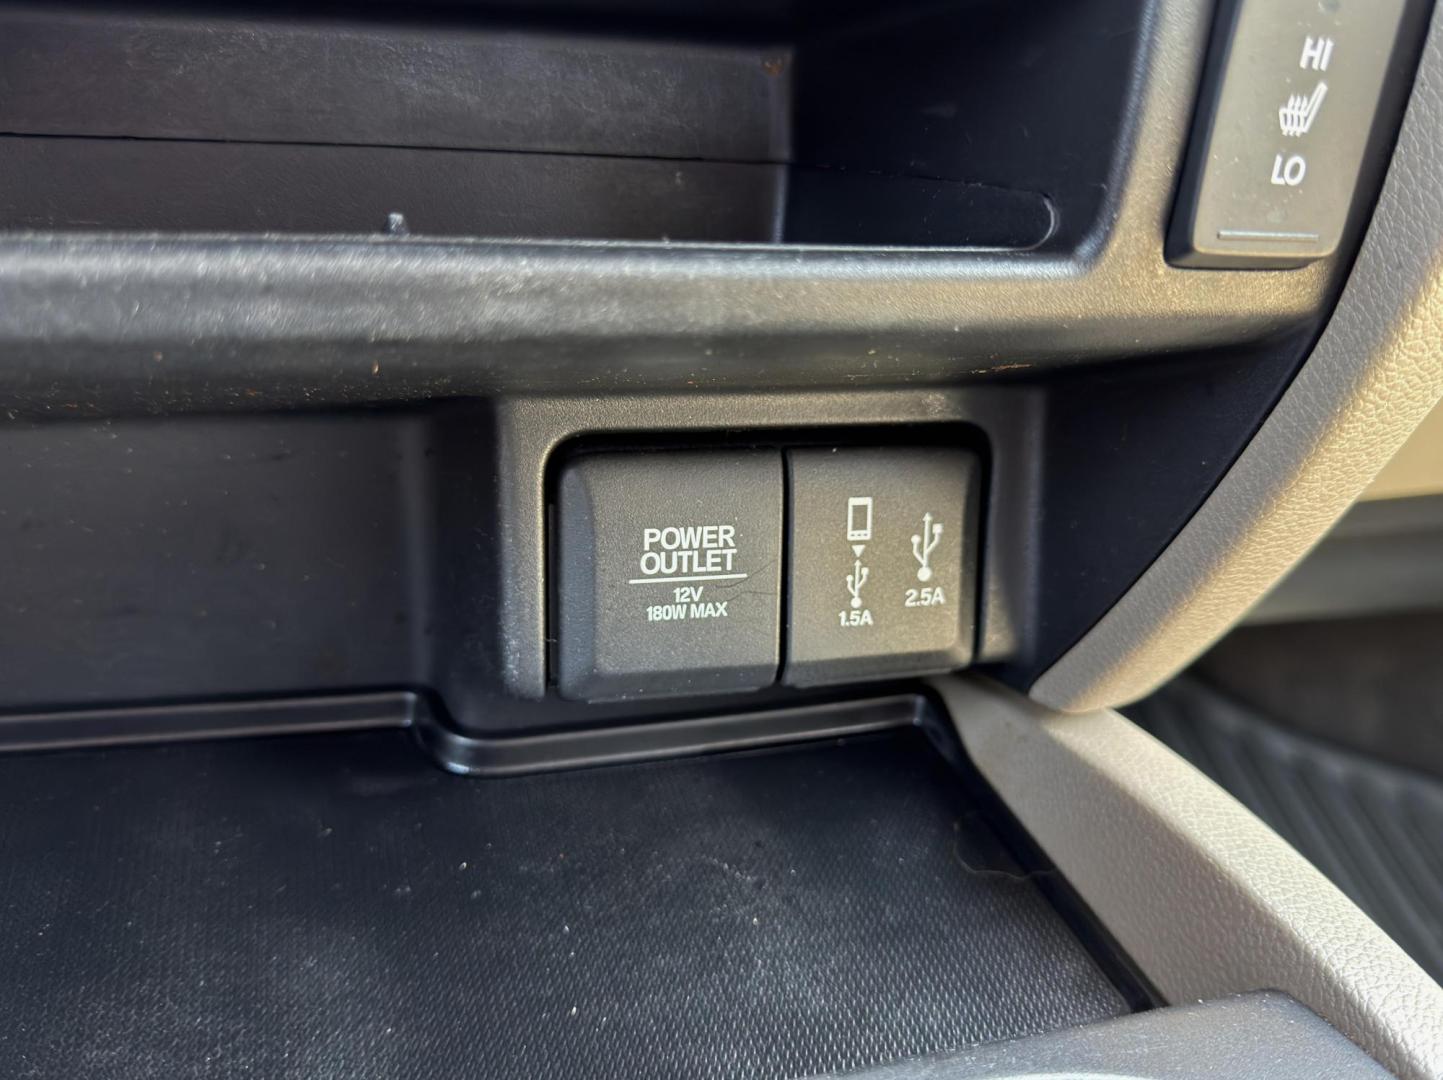 HI
LO
POWER
OUTLET
12V
180W MAX
1.5A
2.5A